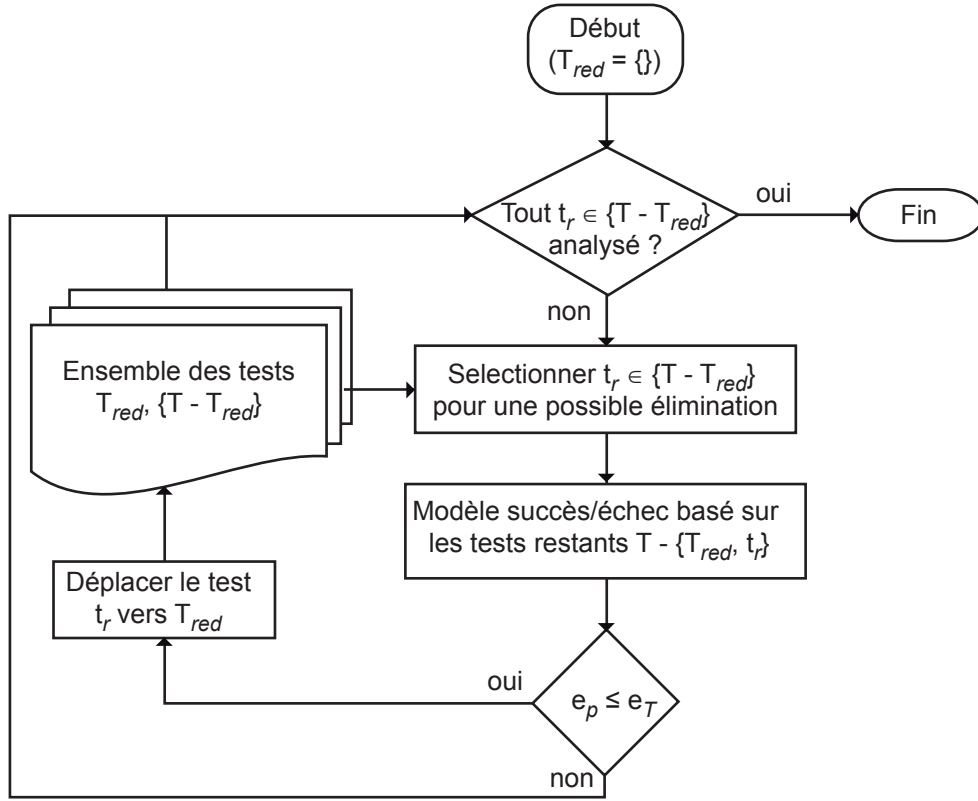 Début
(T_red = {})
Tout t_r ∈ {T - T_red}
analysé ?
oui
Fin
non
Ensemble des tests
T_red, {T - T_red}
Selectionner t_r ∈ {T - T_red}
pour une possible élimination
Modèle succès/échec basé sur
les tests restants T - {T_red, t_r}
Déplacer le test
t_r vers T_red
oui
e_p ≤ e_T
non